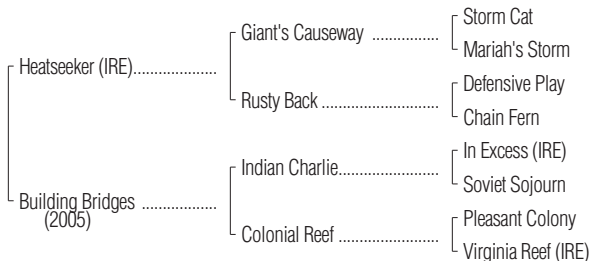 Storm Cat
Giant's Causeway ................
Mariah's Storm
Heatseeker (IRE)....................
Defensive Play
Rusty Back ............................
Chain Fern
In Excess (IRE)
Indian Charlie........................
Soviet Sojourn
Building Bridges ..................
(2005)
Pleasant Colony
Colonial Reef ........................
Virginia Reef (IRE)